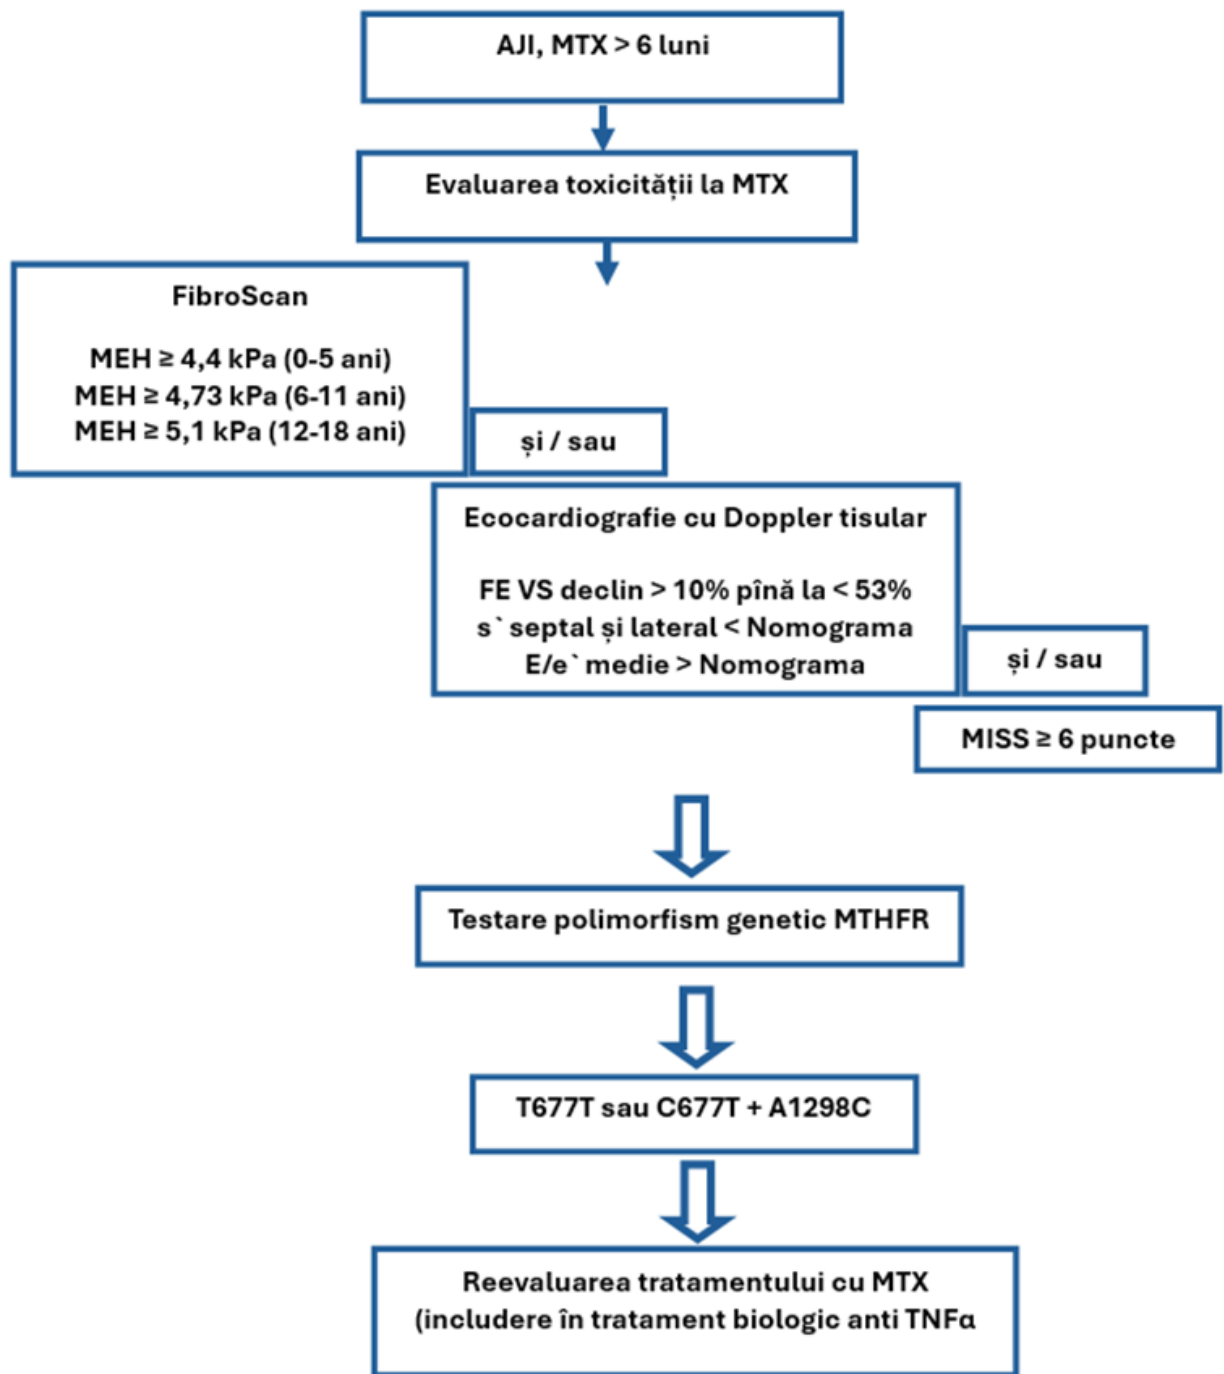 AJI, MTX > 6 luni
Evaluarea toxicității la MTX
FibroScan
MEH ≥ 4,4 kPa (0-5 ani)
MEH ≥ 4,73 kPa (6-11 ani)
MEH ≥ 5,1 kPa (12-18 ani)
și / sau
Ecocardiografie cu Doppler tisular
FE VS declin > 10% pînă la < 53%
s` septal și lateral < Nomograma
E/e` medie > Nomograma
și / sau
MISS ≥ 6 puncte
Testare polimorfism genetic MTHFR
T677T sau C677T + A1298C
Reevaluarea tratamentului cu MTX
(includere în tratament biologic anti TNFα